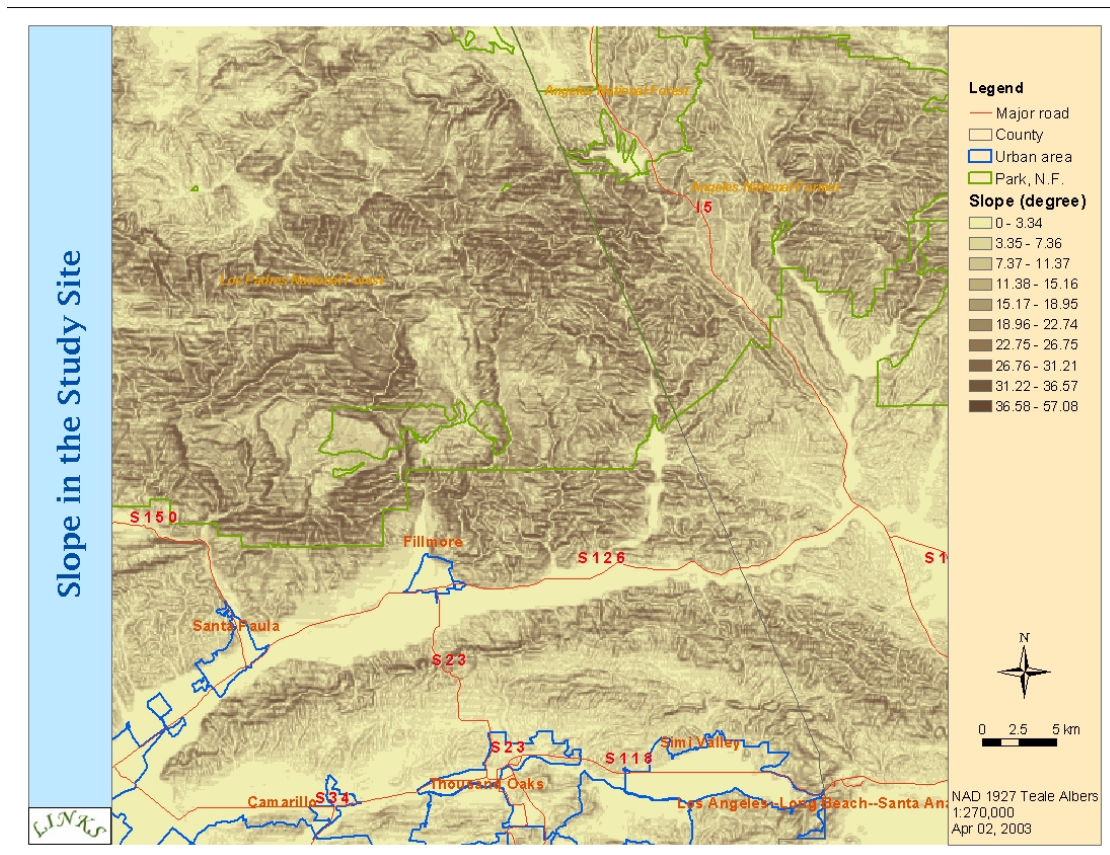 Slope in the Study Site
LINKS
Angeles National Forest
Angeles National Forest
I5
Los Padres National Forest
S150
Fillmore
S126
S1
Santa Paula
S23
S23
Simi Valley
S118
Thousand Oaks
Camarillo
S34
Los Angeles--Long Beach--Santa Ana
Legend
Major road
County
Urban area
Park, N.F.
Slope (degree)
0 - 3.34
3.35 - 7.36
7.37 - 11.37
11.38 - 15.16
15.17 - 18.95
18.96 - 22.74
22.75 - 26.75
26.76 - 31.21
31.22 - 36.57
36.58 - 57.08
N
0 2.5 5 km
NAD 1927 Teale Albers
1:270,000
Apr 02, 2003